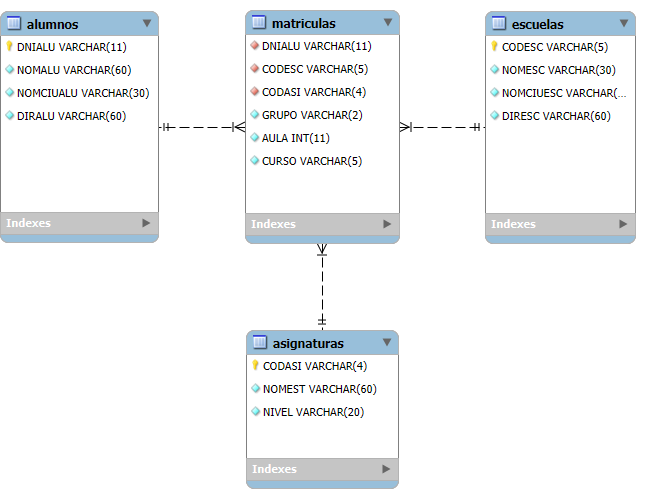 alumnos
DNIALU VARCHAR(11)
NOMALU VARCHAR(60)
NOMCIUALU VARCHAR(30)
DIRALU VARCHAR(60)
Indexes
matriculas
DNIALU VARCHAR(11)
CODESC VARCHAR(5)
CODASI VARCHAR(4)
GRUPO VARCHAR(2)
AULA INT(11)
CURSO VARCHAR(5)
Indexes
escuelas
CODESC VARCHAR(5)
NOMESC VARCHAR(30)
NOMCIUESC VARCHAR(...
DIRESC VARCHAR(60)
Indexes
asignaturas
CODASI VARCHAR(4)
NOMEST VARCHAR(60)
NIVEL VARCHAR(20)
Indexes